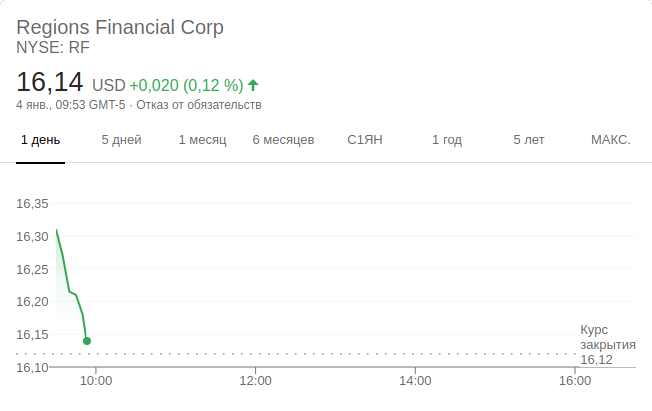 Regions Financial Corp
NYSE: RF
16,14 USD +0,020 (0,12 %)
4 янв., 09:53 GMT-5 · Отказ от обязательств
1 день 5 дней 1 месяц 6 месяцев С1ЯН 1 год 5 лет МАКС.
16,35
16,30
16,25
16,20
16,15
16,10
Курс
закрытия
16,12
10:00 12:00 14:00 16:00